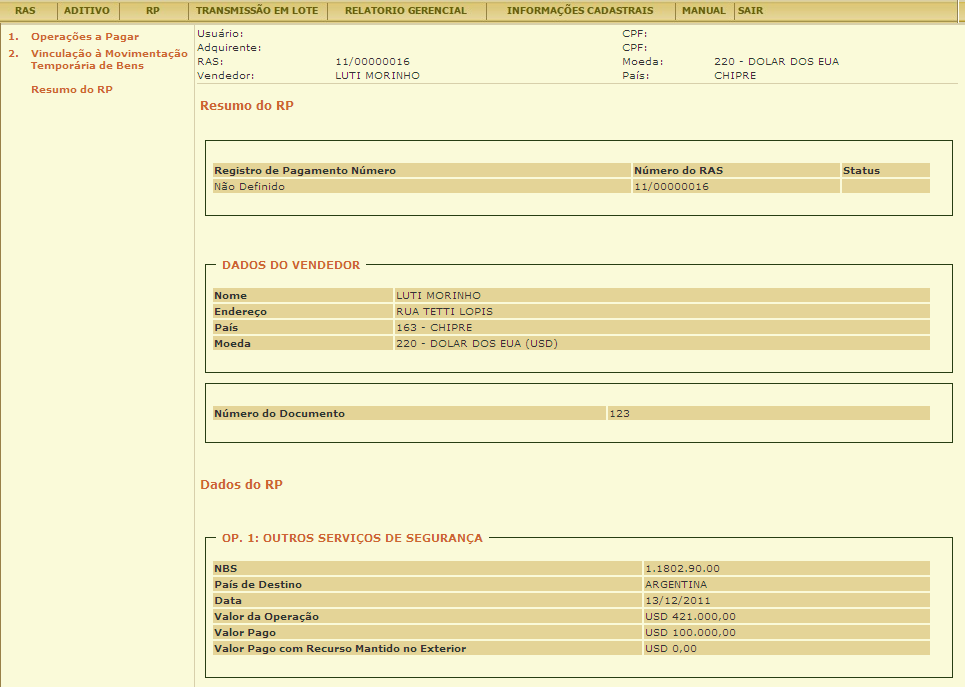 RAS ADITIVO RP TRANSMISSÃO EM LOTE RELATORIO GERENCIAL INFORMAÇÕES CADASTRAIS MANUAL SAIR
1. Operações a Pagar
2. Vinculação à Movimentação
Temporária de Bens
Resumo do RP
Usuário: CPF:
Adquirente: CPF:
RAS: 11/00000016 Moeda: 220 - DOLAR DOS EUA
Vendedor: LUTI MORINHO País: CHIPRE
Resumo do RP
Registro de Pagamento Número Número do RAS Status
Não Definido 11/00000016
DADOS DO VENDEDOR
Nome LUTI MORINHO
Endereço RUA TETTI LOPIS
País 163 - CHIPRE
Moeda 220 - DOLAR DOS EUA (USD)
Número do Documento 123
Dados do RP
OP. 1: OUTROS SERVIÇOS DE SEGURANÇA
NBS 1.1802.90.00
País de Destino ARGENTINA
Data 13/12/2011
Valor da Operação USD 421.000,00
Valor Pago USD 100.000,00
Valor Pago com Recurso Mantido no Exterior USD 0,00